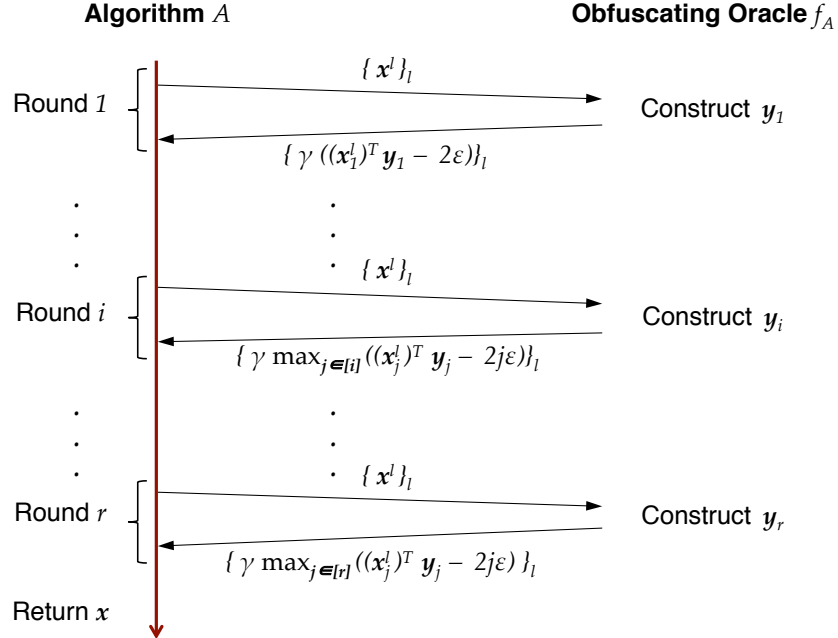 Algorithm A Obfuscating Oracle f_A
{ x^l }_l
Round 1 Construct y_1
{ γ ((x_1^l)^T y_1 − 2ε)}_l
{ x^l }_l
Round i Construct y_i
{ γ max_{j∈[i]}((x_j^l)^T y_j − 2jε)}_l
{ x^l }_l
Round r Construct y_r
{ γ max_{j∈[r]}((x_j^l)^T y_j − 2jε) }_l
Return x